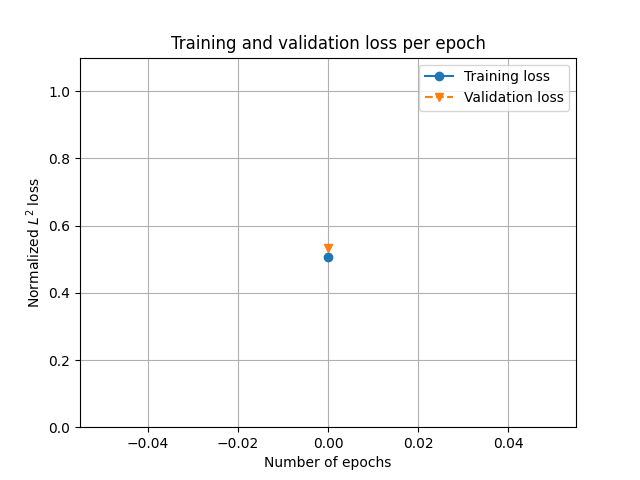 Training and validation loss per epoch
Training loss
Validation loss
Normalized L² loss
1.0
0.8
0.6
0.4
0.2
0.0
−0.04 −0.02 0.00 0.02 0.04
Number of epochs